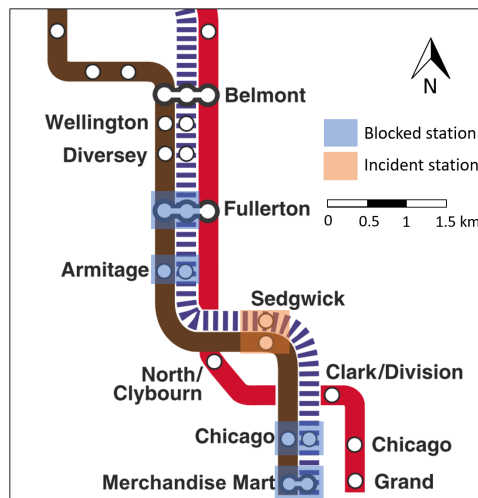 Belmont
Wellington
Diversey
Fullerton
Armitage
Sedgwick
North/
Clybourn
Clark/Division
Chicago
Chicago
Merchandise Mart
Grand
N
Blocked station
Incident station
0 0.5 1 1.5 km